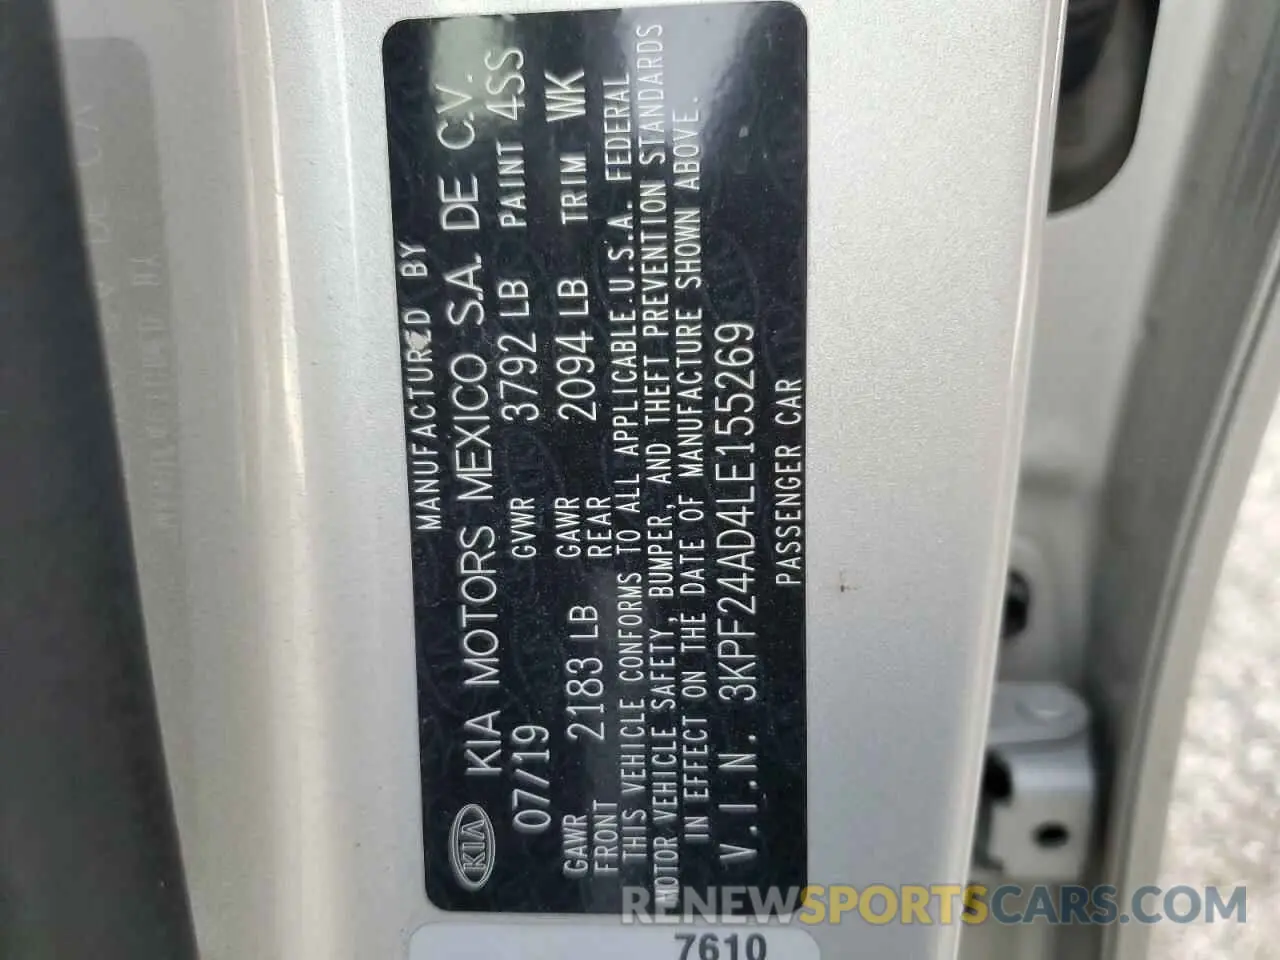 MANUFACTURED BY
KIA KIA MOTORS MEXICO S.A. DE C.V.
07/19 GVWR 3792 LB PAINT 4SS
GAWR FRONT 2183 LB GAWR REAR 2094 LB TRIM WK
THIS VEHICLE CONFORMS TO ALL APPLICABLE U.S.A. FEDERAL
MOTOR VEHICLE SAFETY, BUMPER, AND THEFT PREVENTION STANDARDS
IN EFFECT ON THE DATE OF MANUFACTURE SHOWN ABOVE.
V.I.N. 3KPF24AD4LE155269
PASSENGER CAR
7610
RENEWSPORTSCARS.COM